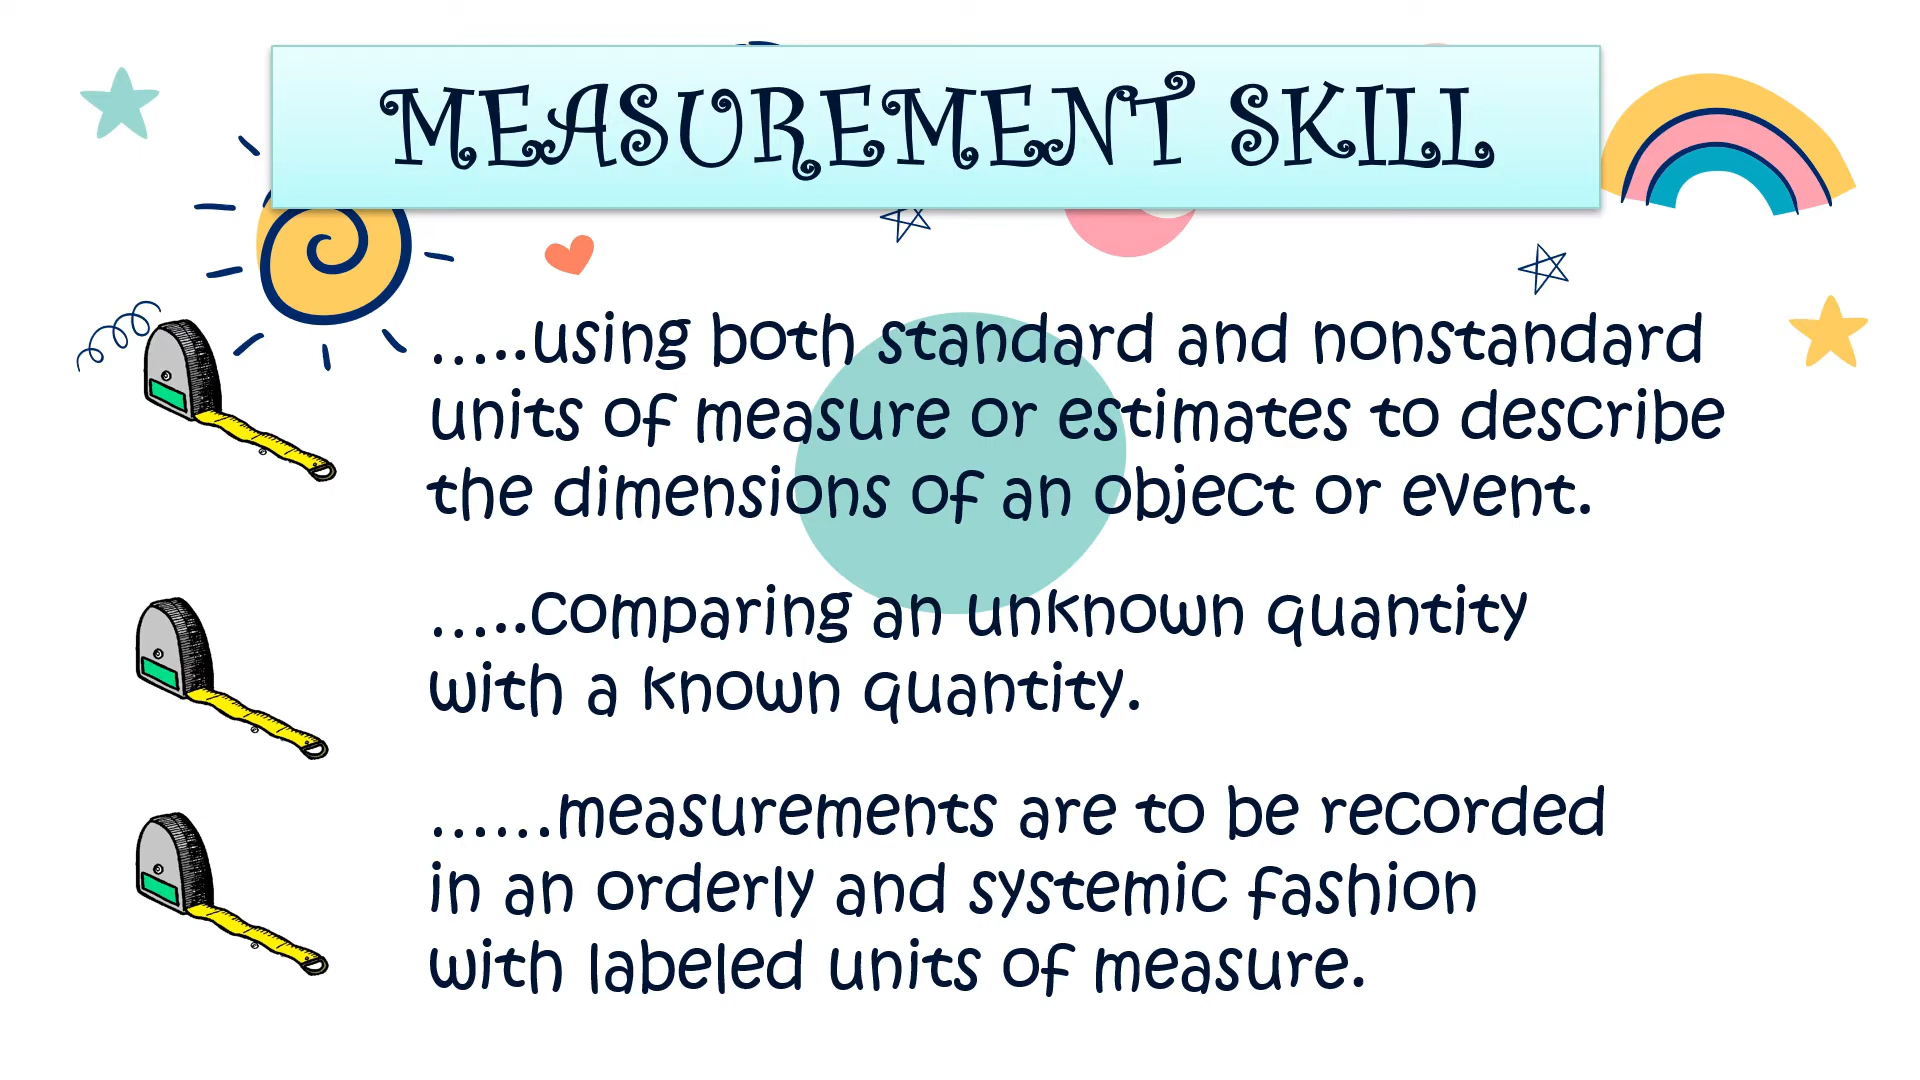 MEASUREMENT SKILL
.....using both standard and nonstandard
units of measure or estimates to describe
the dimensions of an object or event.
.....comparing an unknown quantity
with a known quantity.
......measurements are to be recorded
in an orderly and systemic fashion
with labeled units of measure.